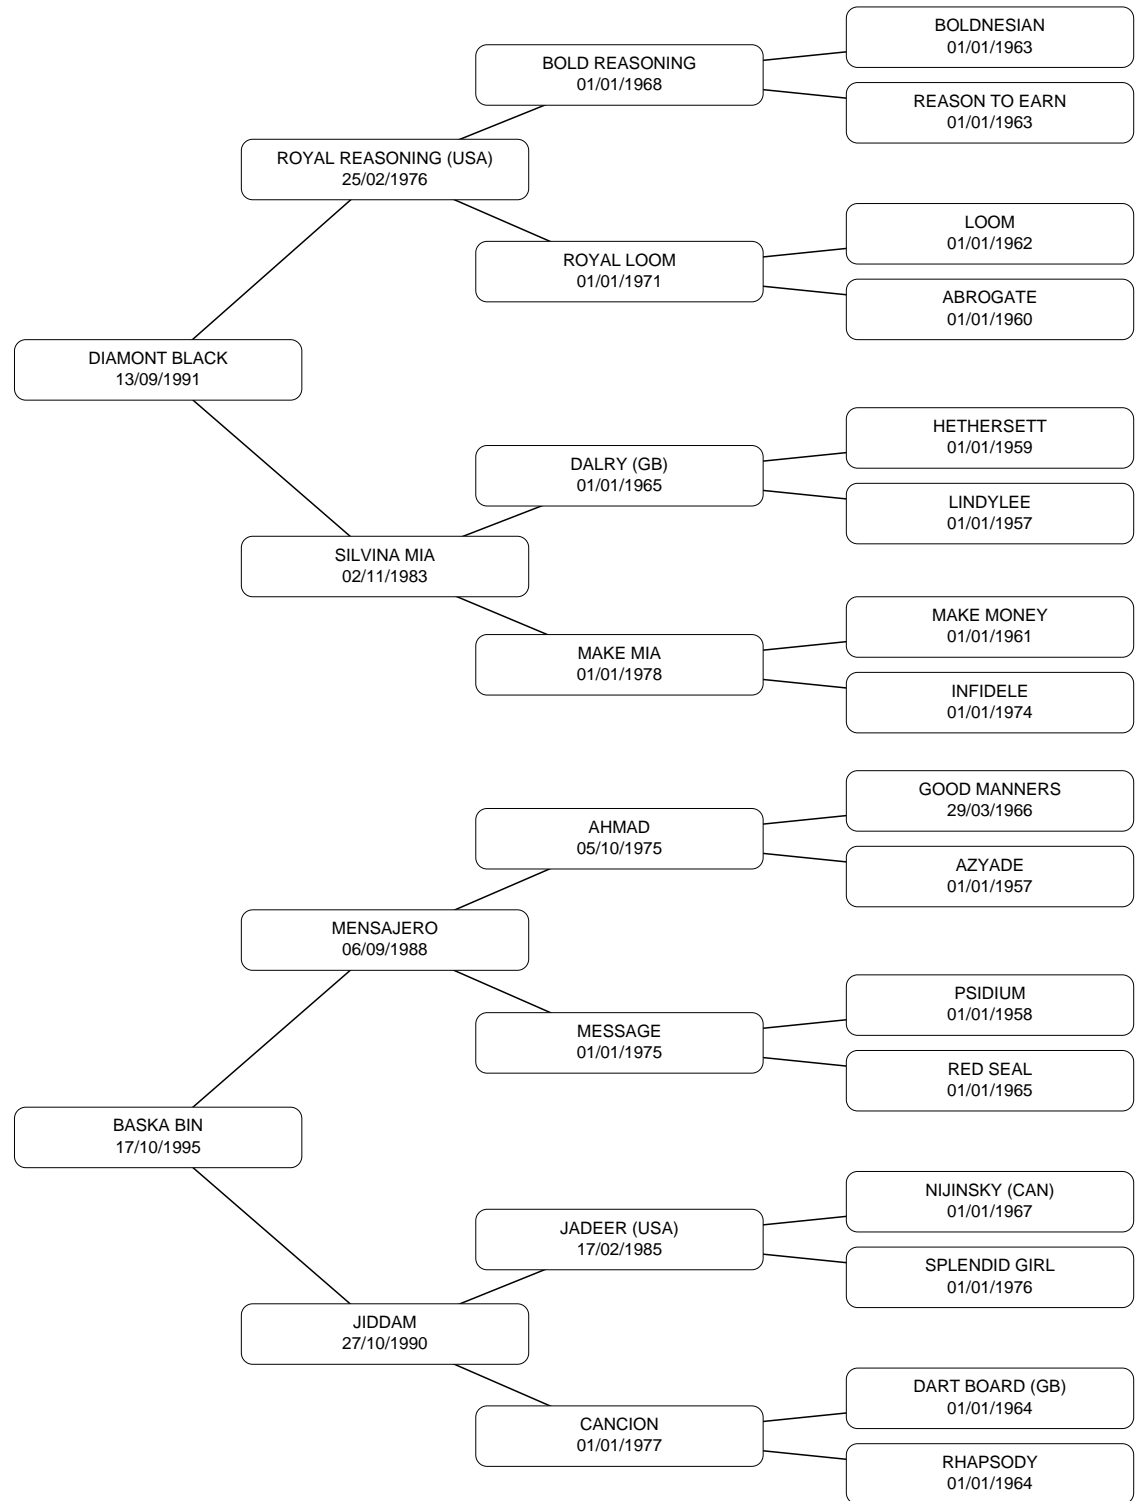 BOLDNESIAN
01/01/1963
BOLD REASONING
01/01/1968
REASON TO EARN
01/01/1963
ROYAL REASONING (USA)
25/02/1976
LOOM
01/01/1962
ROYAL LOOM
01/01/1971
ABROGATE
01/01/1960
DIAMONT BLACK
13/09/1991
HETHERSETT
01/01/1959
DALRY (GB)
01/01/1965
LINDYLEE
01/01/1957
SILVINA MIA
02/11/1983
MAKE MONEY
01/01/1961
MAKE MIA
01/01/1978
INFIDELE
01/01/1974
GOOD MANNERS
29/03/1966
AHMAD
05/10/1975
AZYADE
01/01/1957
MENSAJERO
06/09/1988
PSIDIUM
01/01/1958
MESSAGE
01/01/1975
RED SEAL
01/01/1965
BASKA BIN
17/10/1995
NIJINSKY (CAN)
01/01/1967
JADEER (USA)
17/02/1985
SPLENDID GIRL
01/01/1976
JIDDAM
27/10/1990
DART BOARD (GB)
01/01/1964
CANCION
01/01/1977
RHAPSODY
01/01/1964